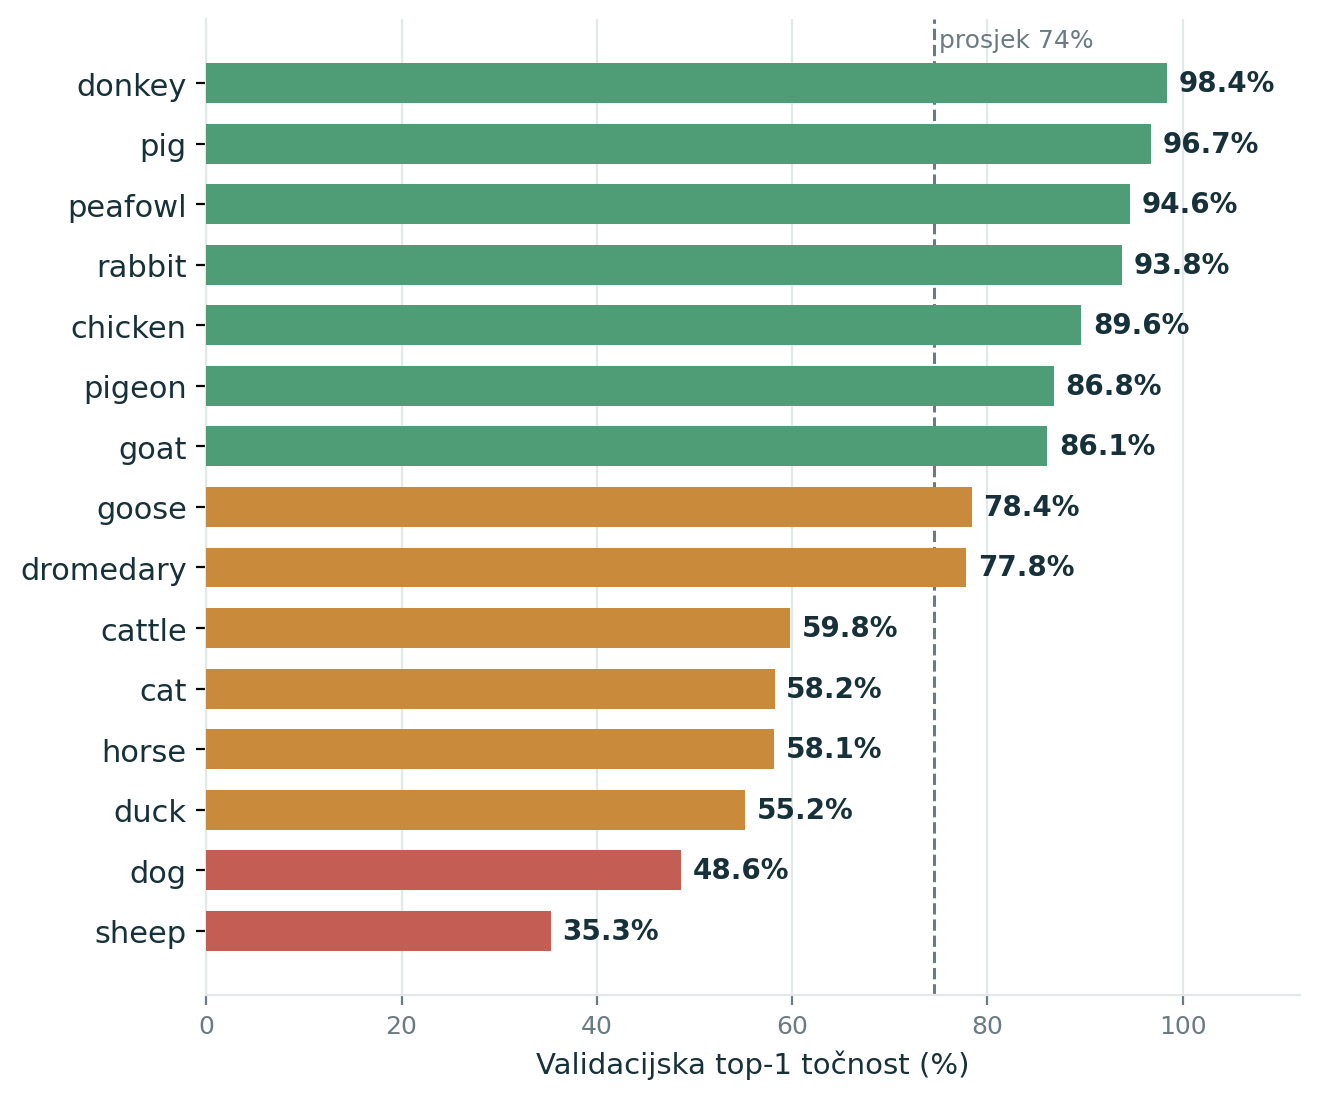 prosjek 74%
donkey 98.4%
pig 96.7%
peafowl 94.6%
rabbit 93.8%
chicken 89.6%
pigeon 86.8%
goat 86.1%
goose 78.4%
dromedary 77.8%
cattle 59.8%
cat 58.2%
horse 58.1%
duck 55.2%
dog 48.6%
sheep 35.3%
0 20 40 60 80 100
Validacijska top-1 točnost (%)